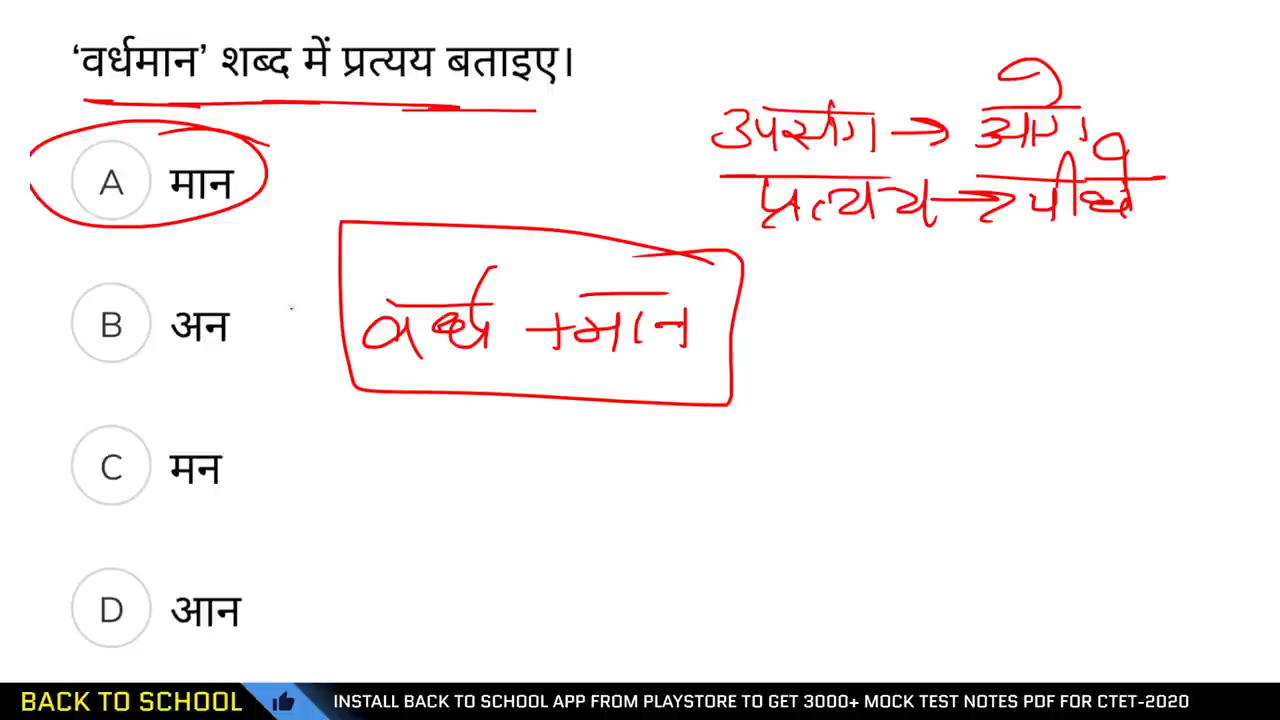 ‘वर्धमान’ शब्द में प्रत्यय बताइए।
A मान
B अन
C मन
D आन
उपसर्ग → आगे
प्रत्यय → पीछे
वर्ध + मान
BACK TO SCHOOL INSTALL BACK TO SCHOOL APP FROM PLAYSTORE TO GET 3000+ MOCK TEST NOTES PDF FOR CTET-2020